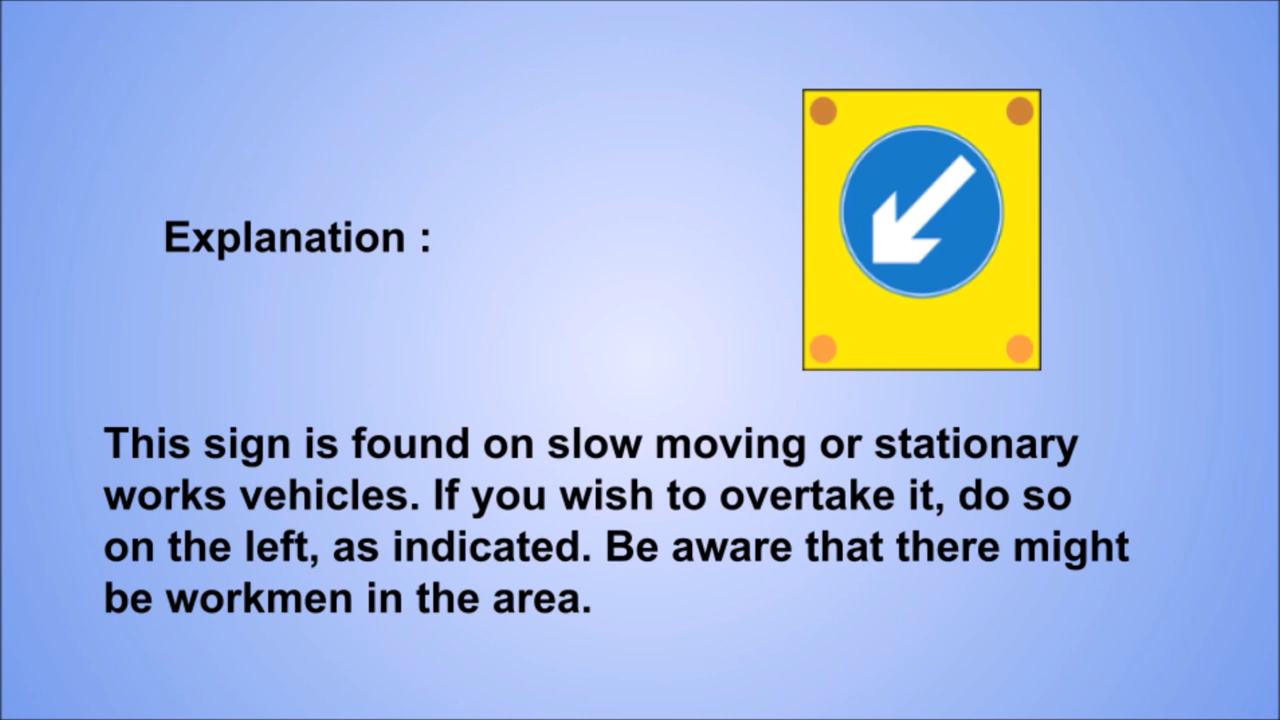 Explanation :
This sign is found on slow moving or stationary
works vehicles. If you wish to overtake it, do so
on the left, as indicated. Be aware that there might
be workmen in the area.